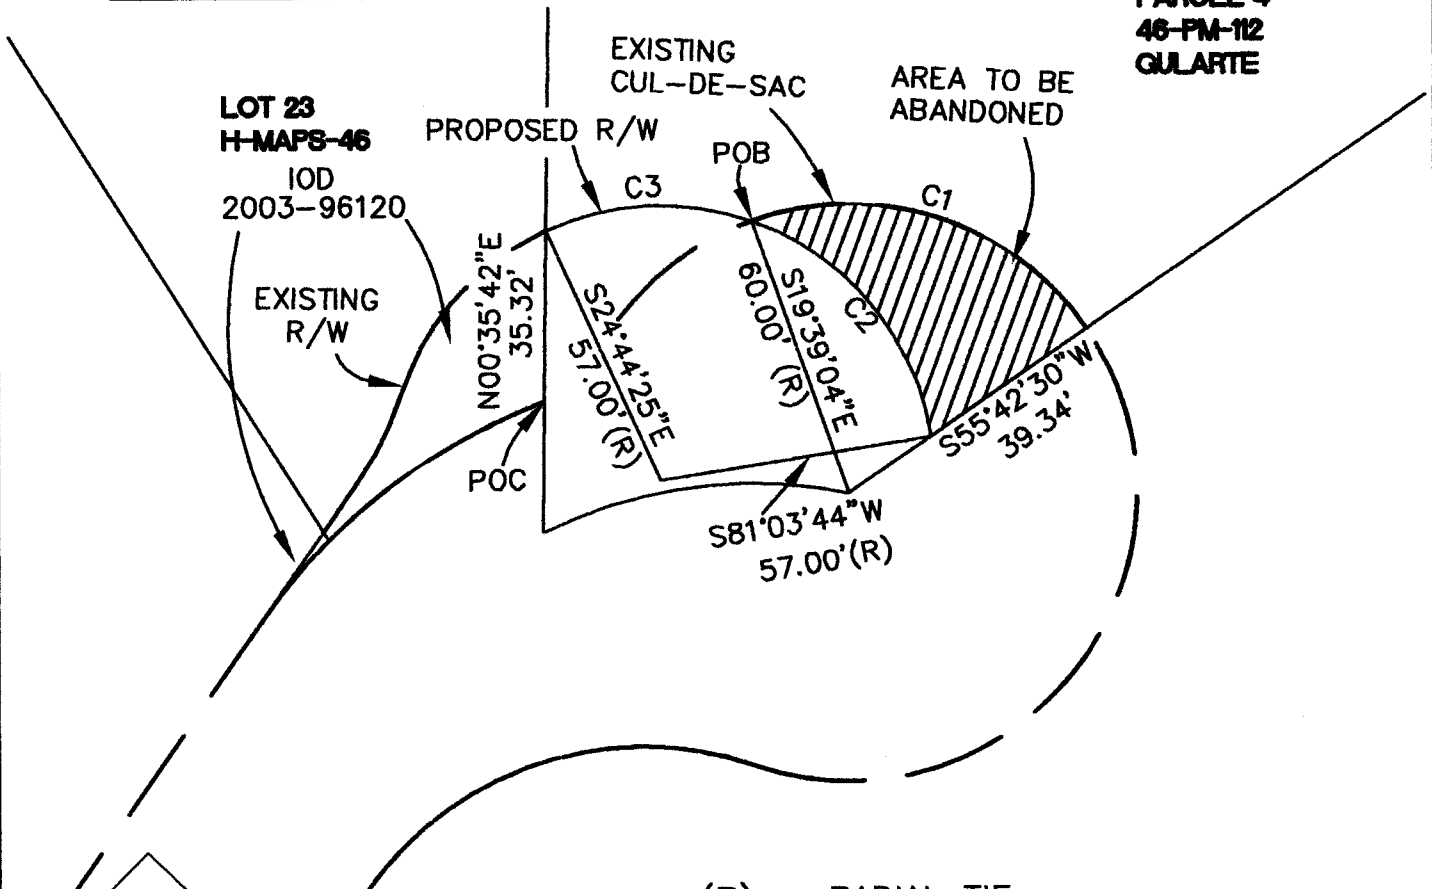 PARCEL 4
46-PM-112
GULARTE
EXISTING
CUL-DE-SAC
AREA TO BE
ABANDONED
LOT 23
H-MAPS-46
IOD
2003-96120
PROPOSED R/W
POB
C3
C1
EXISTING
R/W
N00°35'42"E
35.32'
S24°44'25"E
57.00'(R)
S19°39'04"E
60.00' (R)
C2
S55°42'30"W
39.34'
POC
S81°03'44"W
57.00'(R)
(R)
RADIAL TIE